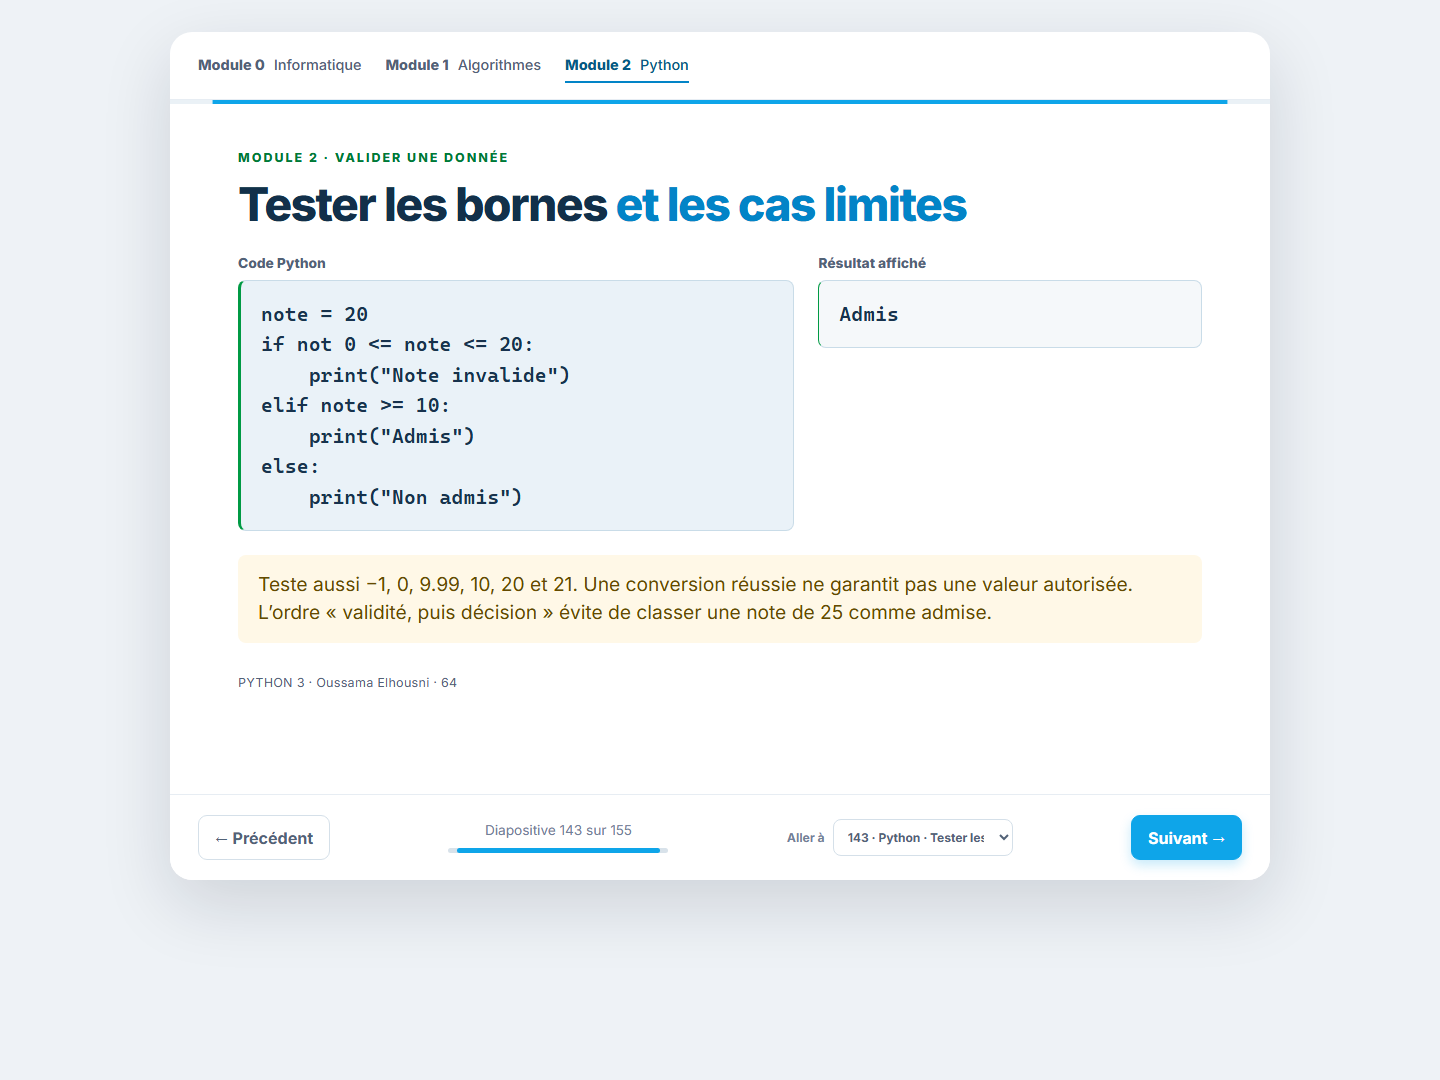 Module 0 Informatique Module 1 Algorithmes Module 2 Python
MODULE 2 · VALIDER UNE DONNÉE
Tester les bornes et les cas limites
Code Python
note = 20
if not 0 <= note <= 20:
    print("Note invalide")
elif note >= 10:
    print("Admis")
else:
    print("Non admis")
Résultat affiché
Admis
Teste aussi −1, 0, 9.99, 10, 20 et 21. Une conversion réussie ne garantit pas une valeur autorisée.
L’ordre « validité, puis décision » évite de classer une note de 25 comme admise.
PYTHON 3 · Oussama Elhousni · 64
← Précédent
Diapositive 143 sur 155
Aller à
143 · Python · Tester les
Suivant →